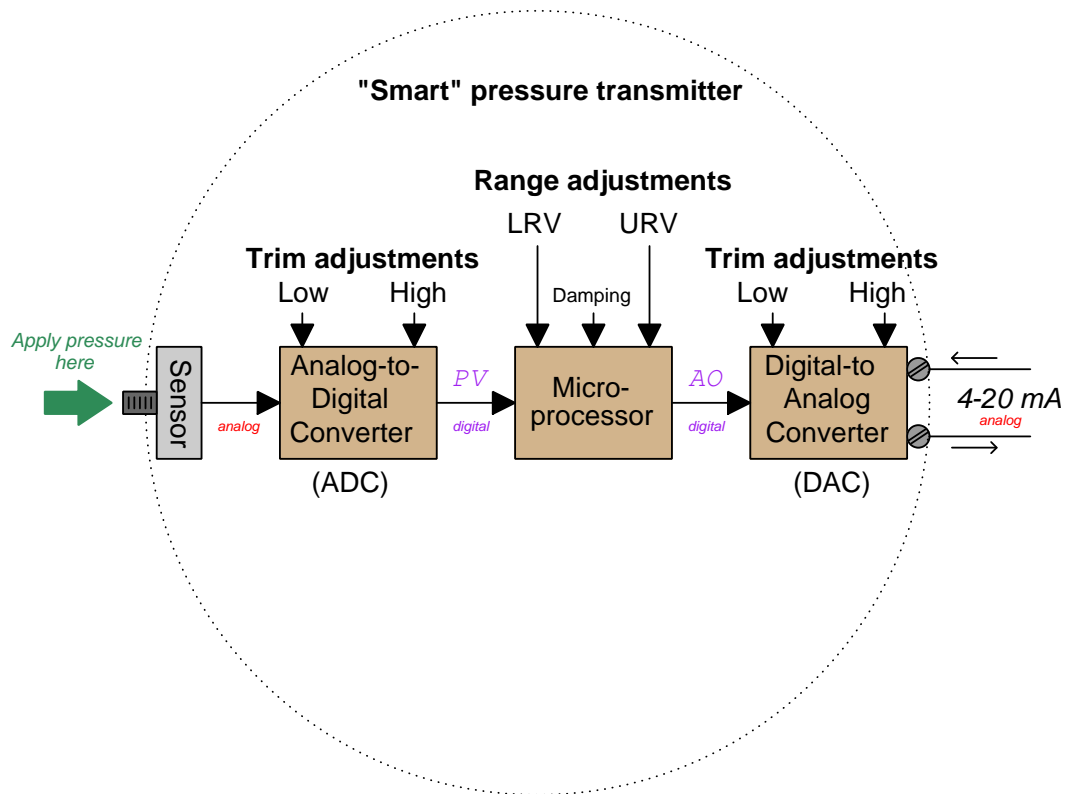 "Smart" pressure transmitter
Range adjustments
LRV
URV
Trim adjustments
Low
High
Damping
Trim adjustments
Low
High
Apply pressure
here
Sensor
analog
Analog-to-
Digital
Converter
(ADC)
PV
digital
Micro-
processor
AO
digital
Digital-to
Analog
Converter
(DAC)
4-20 mA
analog